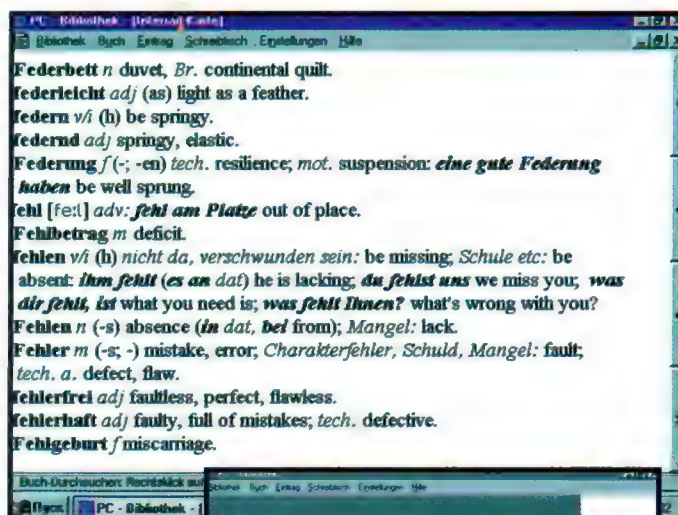 PC - Bibliothek - [Internal Karte]
Bibliothek Buch Eintrag Schreibtisch Einstellungen Hilfe
Federbett n duvet, Br. continental quilt.
federleicht adj (as) light as a feather.
federn v/i (h) be springy.
federnd adj springy, elastic.
Federung f (-; -en) tech. resilience; mot. suspension: eine gute Federung
haben be well sprung.
fehl [feːl] adv: fehl am Platze out of place.
Fehlbetrag m deficit.
fehlen v/i (h) nicht da, verschwunden sein: be missing; Schule etc: be
absent: ihm fehlt (es an dat) he is lacking; du fehlst uns we miss you; was
dir fehlt, ist what you need is; was fehlt Ihnen? what's wrong with you?
Fehlen n (-s) absence (in dat, bei from); Mangel: lack.
Fehler m (-s; -) mistake, error; Charakterfehler, Schuld, Mangel: fault;
tech. a. defect, flaw.
fehlerfrei adj faultless, perfect, flawless.
fehlerhaft adj faulty, full of mistakes; tech. defective.
Fehlgeburt f miscarriage.
Buch-Durchsuchen: Rechtsklick auf
Bibliothek Buch Eintrag Schreibtisch Einstellungen Hilfe
PC - Bibliothek - [